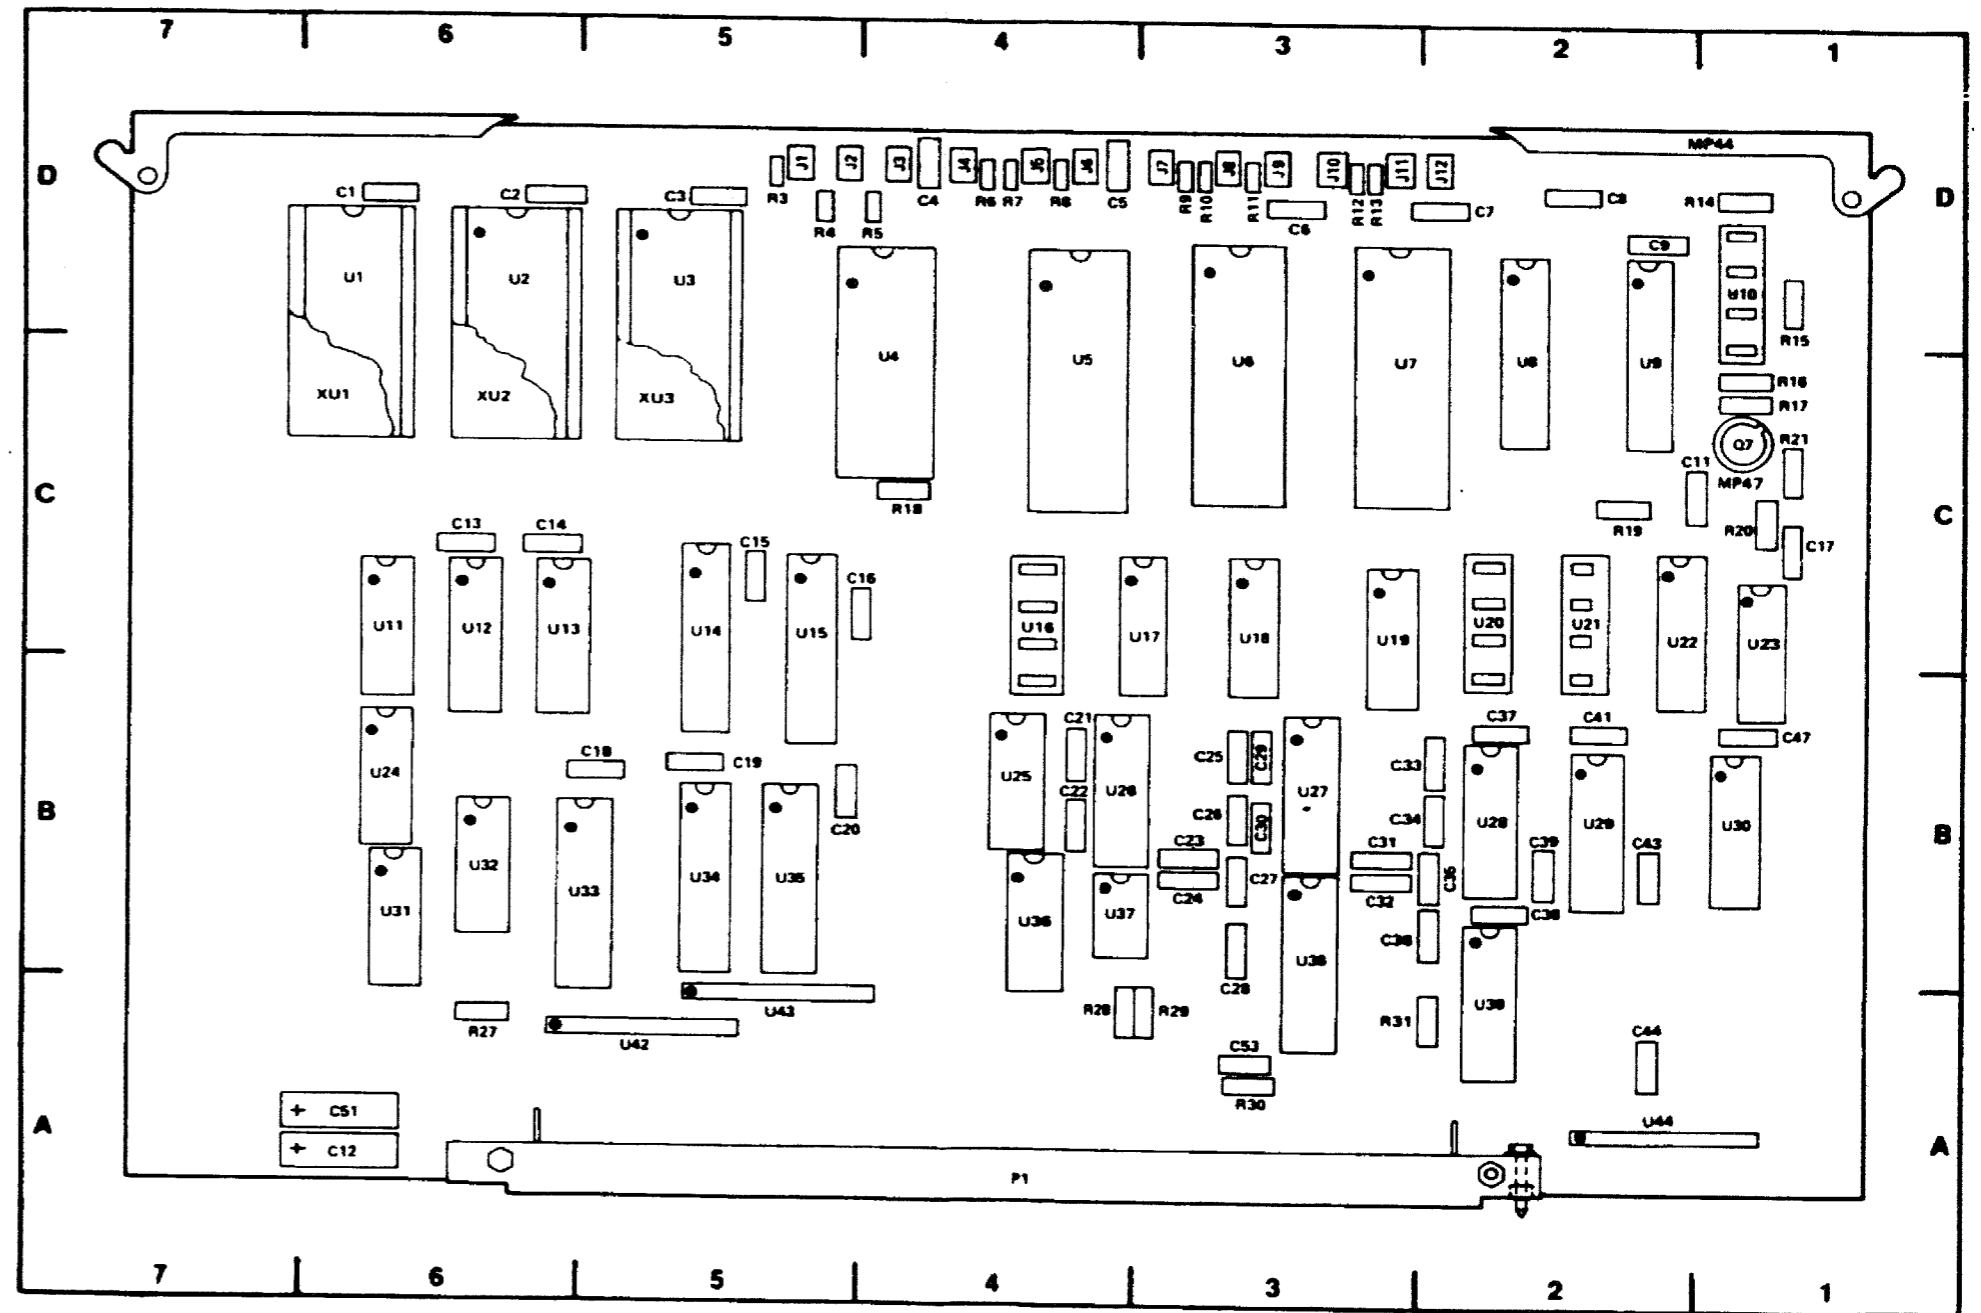 7 6 5 4 3 2 1
MP44
D J1 J2 J3 J4 J5 J6 J7 J8 J9 J10 J11 J12 D
C1 C2 C3 R3 C4 R6 R7 R8 C5 R9 R10 R11 R12 R13 C7 C8 R14
R4 R5 C6
C9
U1 U2 U3 U10
R15
U4 U5 U6 U7 U8 U9
XU1 XU2 XU3 R16
R17
Q7 R21
C11
MP47
C R18 C
R19 R20
C13 C14 C15 C17
C16
U11 U12 U13 U14 U15 U16 U17 U18 U19 U20 U21 U22 U23
C21 C37 C41 C47
C18 C19 C25 C29 C33
U24 U25 U26 U27
C22
B C20 C26 C30 C34 U28 U29 U30 B
C23 C31 C39 C43
U32 U33 U34 U35 C27 C35
C24 C32
U31 U36 U37 C38
C36
U38
C28
R27 U43 R28 R29 R31 U39
U42 C44
C53
R30
C51
A U44 A
C12
P1
7 6 5 4 3 2 1